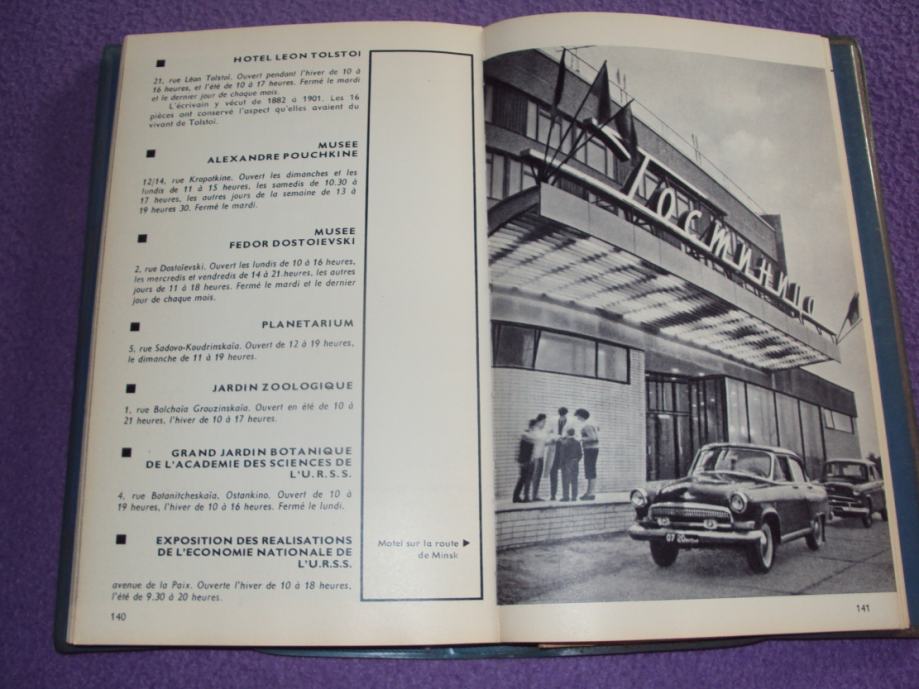 HOTEL LEON TOLSTOI
21, rue Léon Tolstoï. Ouvert pendant l'hiver de 10 à
16 heures, et l'été de 10 à 17 heures. Fermé le mardi
et le dernier jour de chaque mois.
L'écrivain y vécut de 1882 à 1901. Les 16
pièces ont conservé l'aspect qu'elles avaient du
vivant de Tolstoï.
MUSEE
ALEXANDRE POUCHKINE
12/14, rue Kropotkine. Ouvert les dimanches et les
lundis de 11 à 15 heures, les samedis de 10.30 à
17 heures, les autres jours de la semaine de 13 à
19 heures 30. Fermé le mardi.
MUSEE
FEDOR DOSTOIEVSKI
2, rue Dostoïevski. Ouvert les lundis de 10 à 16 heures,
les mercredis et vendredis de 14 à 21 heures, les autres
jours de 11 à 18 heures. Fermé le mardi et le dernier
jour de chaque mois.
PLANETARIUM
5, rue Sadovo-Koudrinskaïa. Ouvert de 12 à 19 heures,
le dimanche de 11 à 19 heures.
JARDIN ZOOLOGIQUE
1, rue Bolchaïa Grouzinskaïa. Ouvert en été de 10 à
21 heures, l'hiver de 10 à 17 heures.
GRAND JARDIN BOTANIQUE
DE L'ACADEMIE DES SCIENCES DE
L'U.R.S.S.
4, rue Botanitcheskaïa, Ostankino. Ouvert de 10 à
19 heures, l'hiver de 10 à 16 heures. Fermé le lundi.
EXPOSITION DES REALISATIONS
DE L'ECONOMIE NATIONALE DE
L'U.R.S.S.
avenue de la Paix. Ouverte l'hiver de 10 à 18 heures,
l'été de 9.30 à 20 heures.
140
Motel sur la route ▶
de Minsk
Гостиница
07 20
141